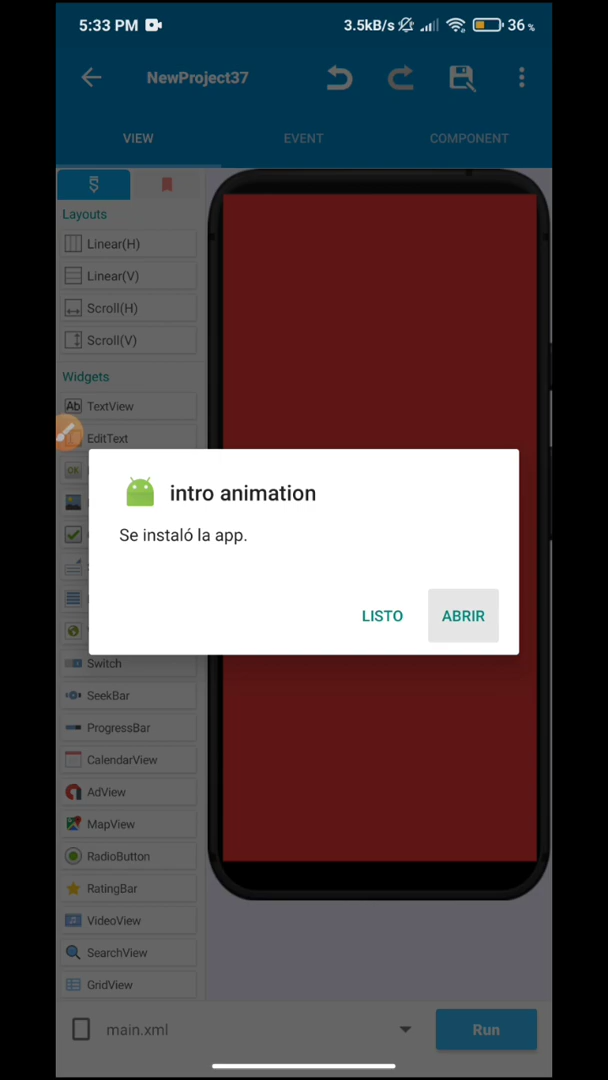 5:33 PM 3.5kB/s 36%
NewProject37
VIEW EVENT COMPONENT
Layouts
Linear(H)
Linear(V)
Scroll(H)
Scroll(V)
Widgets
Ab TextView
EditText
OK
intro animation
Se instaló la app.
LISTO ABRIR
Switch
SeekBar
ProgressBar
CalendarView
AdView
MapView
RadioButton
RatingBar
VideoView
SearchView
GridView
main.xml Run